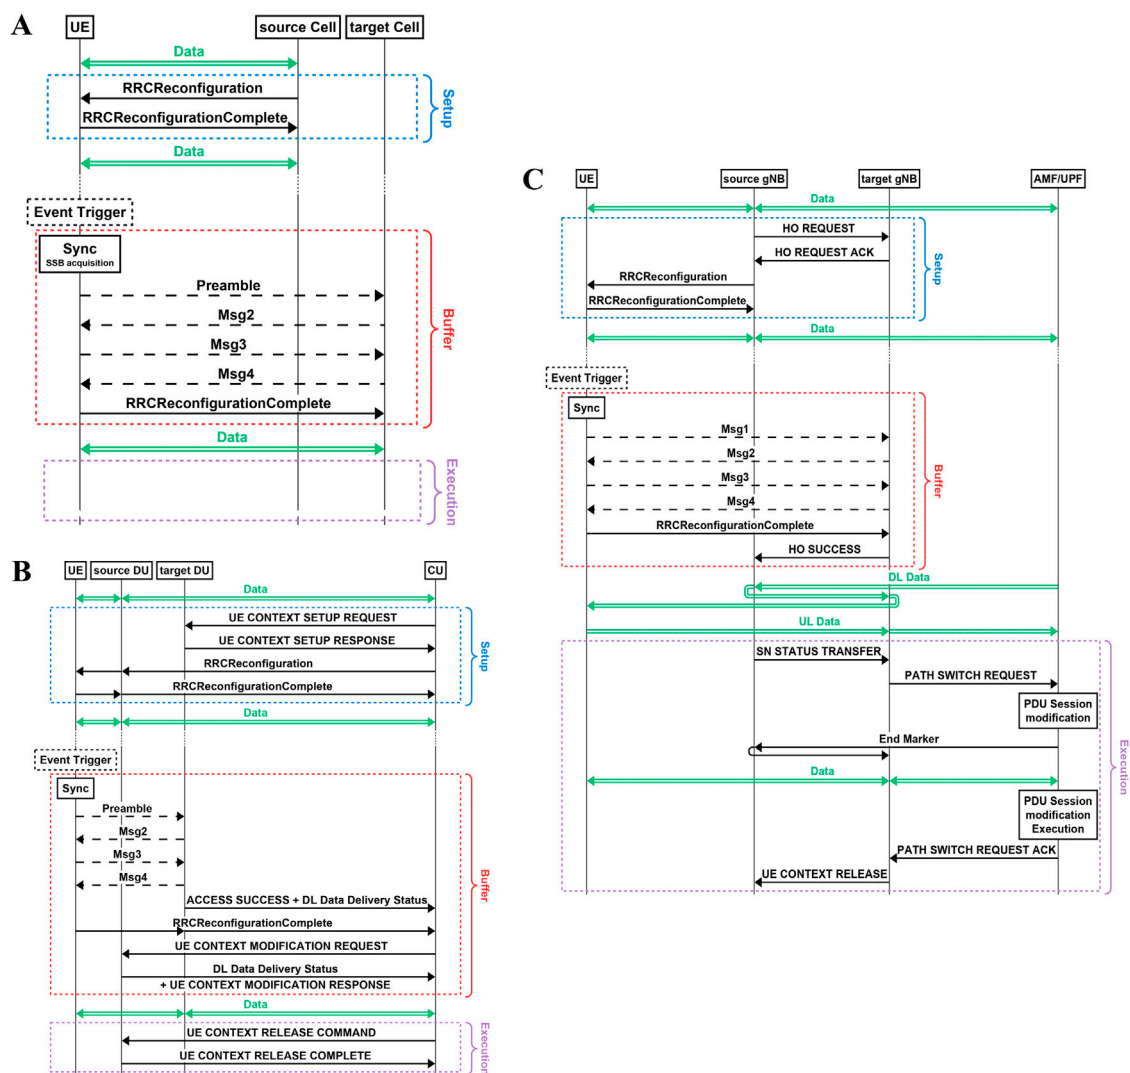 A
UE
source Cell
target Cell
Data
RRCReconfiguration
RRCReconfigurationComplete
Setup
Data
Event Trigger
Sync
SSB acquisition
Preamble
Msg2
Msg3
Msg4
RRCReconfigurationComplete
Buffer
Data
Execution
B
UE
source DU
target DU
CU
Data
UE CONTEXT SETUP REQUEST
UE CONTEXT SETUP RESPONSE
RRCReconfiguration
RRCReconfigurationComplete
Setup
Data
Event Trigger
Sync
Preamble
Msg2
Msg3
Msg4
ACCESS SUCCESS + DL Data Delivery Status
RRCReconfigurationComplete
UE CONTEXT MODIFICATION REQUEST
DL Data Delivery Status
+ UE CONTEXT MODIFICATION RESPONSE
Buffer
Data
UE CONTEXT RELEASE COMMAND
UE CONTEXT RELEASE COMPLETE
Execution
C
UE
source gNB
target gNB
AMF/UPF
Data
HO REQUEST
HO REQUEST ACK
RRCReconfiguration
RRCReconfigurationComplete
Setup
Data
Event Trigger
Sync
Msg1
Msg2
Msg3
Msg4
RRCReconfigurationComplete
HO SUCCESS
Buffer
DL Data
UL Data
SN STATUS TRANSFER
PATH SWITCH REQUEST
PDU Session
modification
End Marker
Data
PDU Session
modification
Execution
PATH SWITCH REQUEST ACK
UE CONTEXT RELEASE
Execution